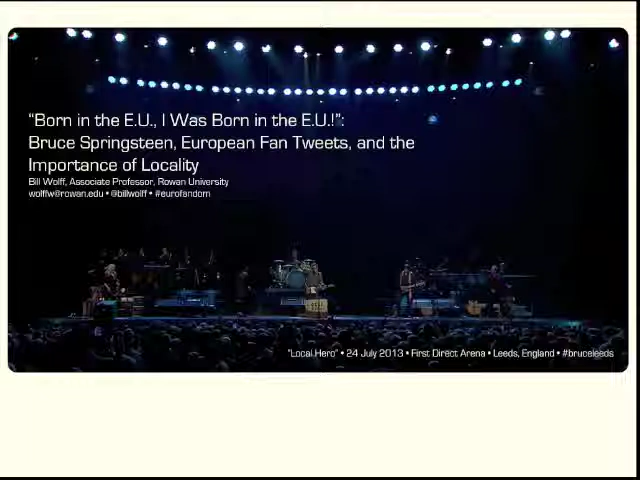 “Born in the E.U., I Was Born in the E.U.!”:
Bruce Springsteen, European Fan Tweets, and the
Importance of Locality
Bill Wolff, Associate Professor, Rowan University
wolffw@rowan.edu • @billwolff • #eurofandom
"Local Hero" • 24 July 2013 • First Direct Arena • Leeds, England • #bruceleeds